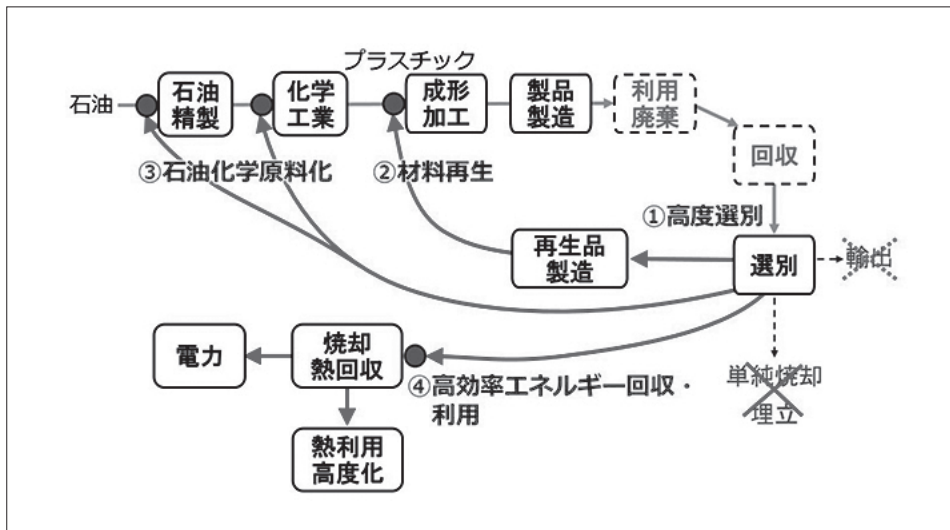 プラスチック
石油
石油
精製
化学
工業
成形
加工
製品
製造
利用
廃棄
回収
③石油化学原料化
②材料再生
①高度選別
再生品
製造
選別
輸出
電力
焼却
熱回収
④高効率エネルギー回収・
利用
単純焼却
埋立
熱利用
高度化